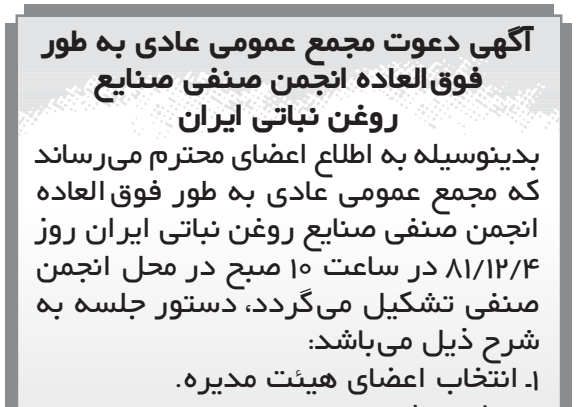 آگهی دعوت مجمع عمومی عادی به طور
فوق‌العاده انجمن صنفی صنایع
روغن نباتی ایران
بدینوسیله به اطلاع اعضای محترم می‌رساند
که مجمع عمومی عادی به طور فوق‌العاده
انجمن صنفی صنایع روغن نباتی ایران روز
۸۱/۱۲/۴ در ساعت ۱۰ صبح در محل انجمن
صنفی تشکیل می‌گردد، دستور جلسه به
شرح ذیل می‌باشد:
۱ـ انتخاب اعضای هیئت مدیره.